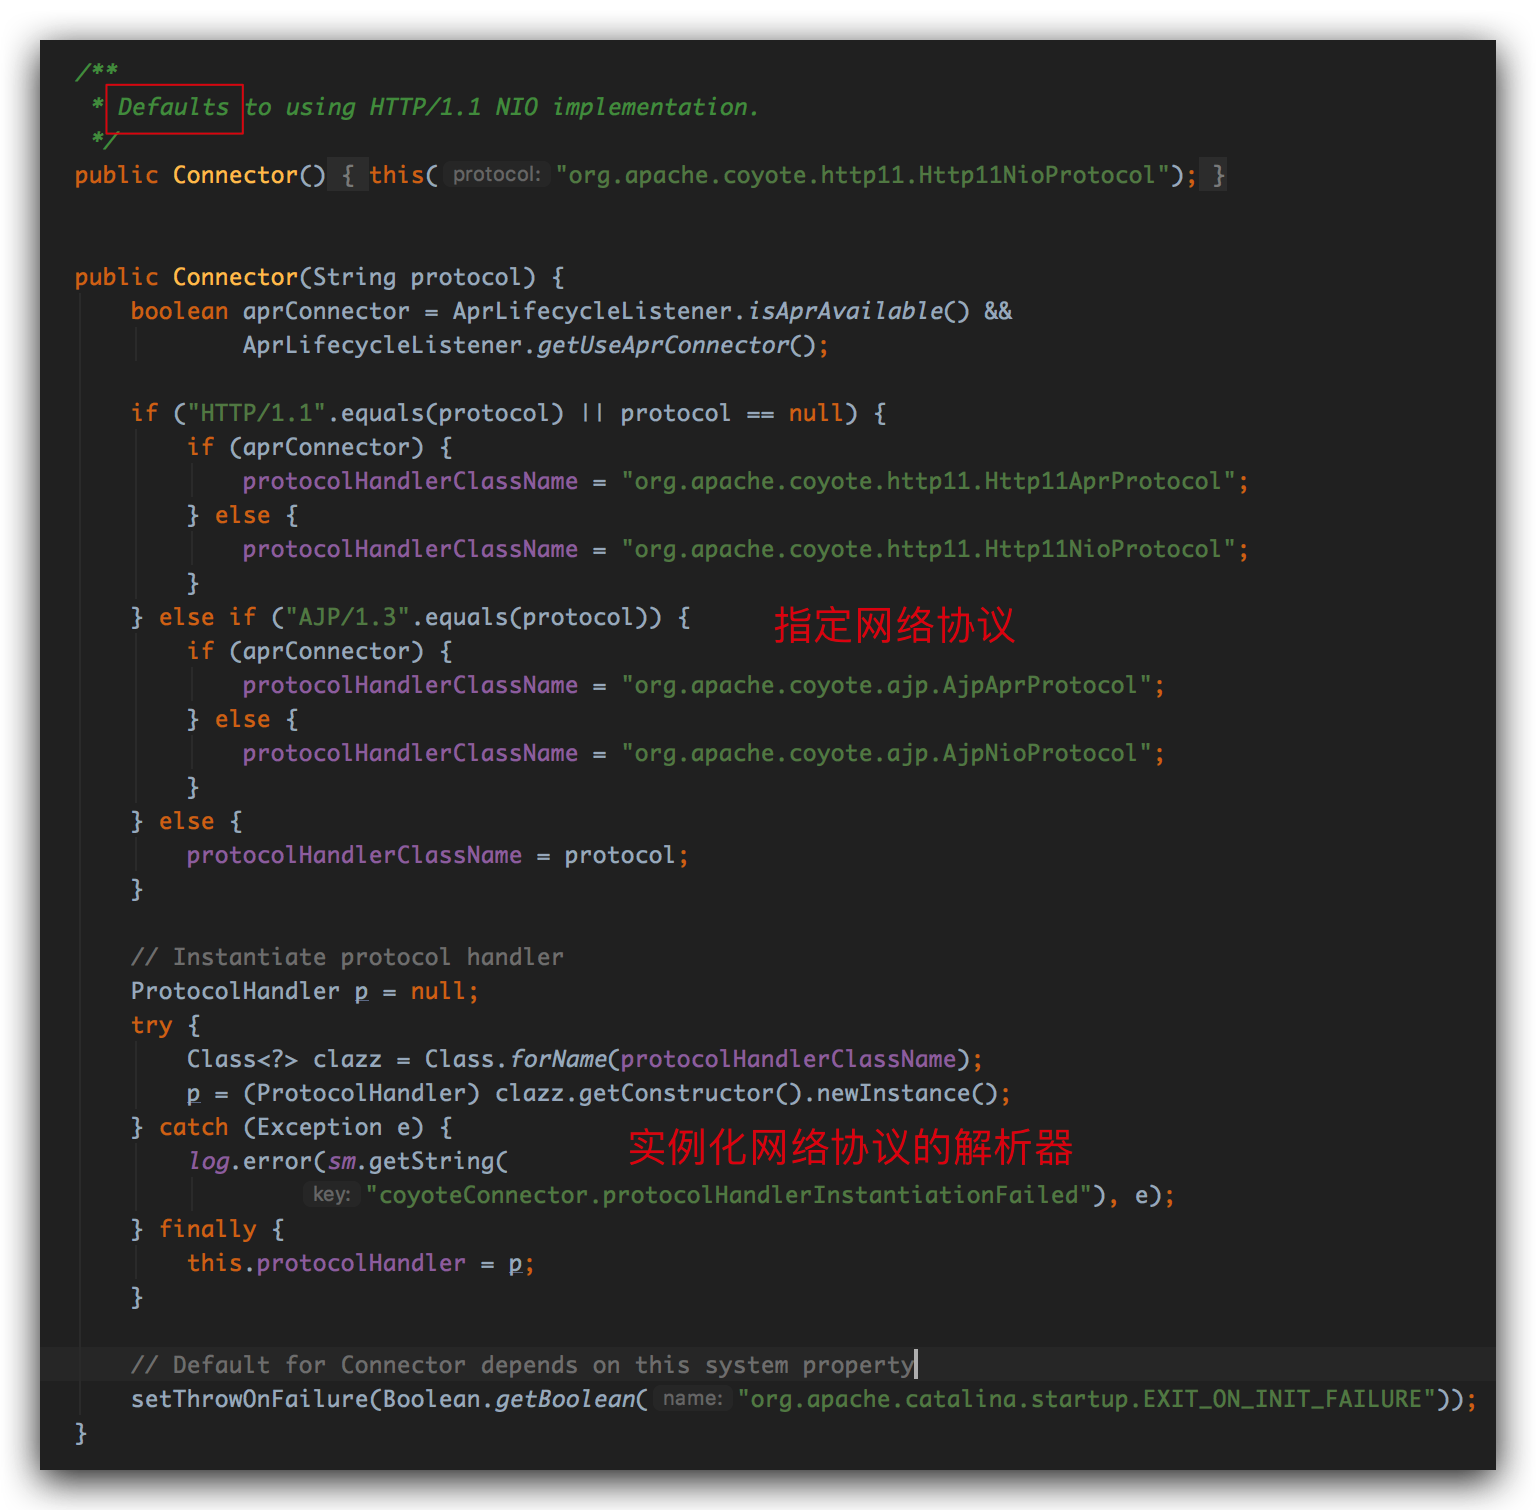 /**
 * Defaults to using HTTP/1.1 NIO implementation.
 */
public Connector() { this( protocol: "org.apache.coyote.http11.Http11NioProtocol"); }
public Connector(String protocol) {
    boolean aprConnector = AprLifecycleListener.isAprAvailable() &&
            AprLifecycleListener.getUseAprConnector();
    if ("HTTP/1.1".equals(protocol) || protocol == null) {
        if (aprConnector) {
            protocolHandlerClassName = "org.apache.coyote.http11.Http11AprProtocol";
        } else {
            protocolHandlerClassName = "org.apache.coyote.http11.Http11NioProtocol";
        }
    } else if ("AJP/1.3".equals(protocol)) { 指定网络协议
        if (aprConnector) {
            protocolHandlerClassName = "org.apache.coyote.ajp.AjpAprProtocol";
        } else {
            protocolHandlerClassName = "org.apache.coyote.ajp.AjpNioProtocol";
        }
    } else {
        protocolHandlerClassName = protocol;
    }
    // Instantiate protocol handler
    ProtocolHandler p = null;
    try {
        Class<?> clazz = Class.forName(protocolHandlerClassName);
        p = (ProtocolHandler) clazz.getConstructor().newInstance();
    } catch (Exception e) {
实例化网络协议的解析器
        log.error(sm.getString(
                key: "coyoteConnector.protocolHandlerInstantiationFailed"), e);
    } finally {
        this.protocolHandler = p;
    }
    // Default for Connector depends on this system property
    setThrowOnFailure(Boolean.getBoolean( name: "org.apache.catalina.startup.EXIT_ON_INIT_FAILURE"));
}